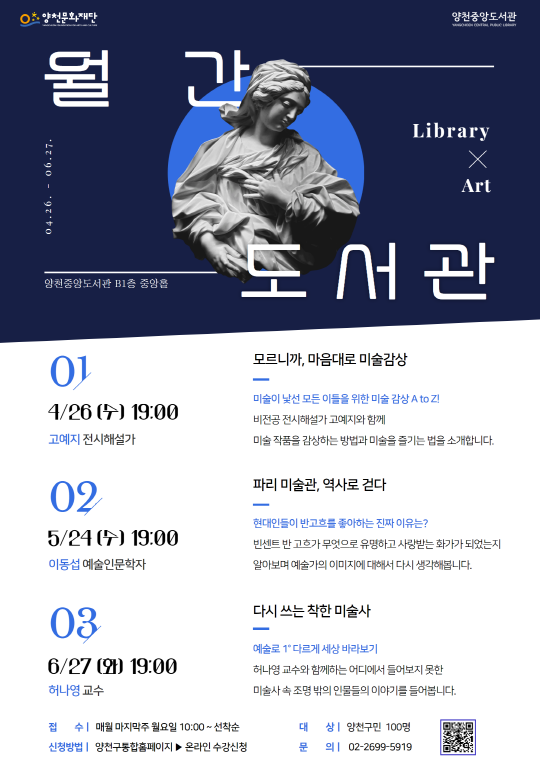 양천문화재단
양천중앙도서관
YANGCHEON CENTRAL PUBLIC LIBRARY
월 간
Library
×
Art
04.26. - 06.27.
도서관
양천중앙도서관 B1층 중앙홀
01
4/26 (수) 19:00
고예지 전시해설가
모르니까, 마음대로 미술감상
미술이 낯선 모든 이들을 위한 미술 감상 A to Z!
비전공 전시해설가 고예지와 함께
미술 작품을 감상하는 방법과 미술을 즐기는 법을 소개합니다.
02
5/24 (수) 19:00
이동섭 예술인문학자
파리 미술관, 역사로 걷다
현대인들이 반고흐를 좋아하는 진짜 이유는?
빈센트 반 고흐가 무엇으로 유명하고 사랑받는 화가가 되었는지
알아보며 예술가의 이미지에 대해서 다시 생각해봅니다.
03
6/27 (화) 19:00
허나영 교수
다시 쓰는 착한 미술사
예술로 1° 다르게 세상 바라보기
허나영 교수와 함께하는 어디에서 들어보지 못한
미술사 속 조명 밖의 인물들의 이야기를 들어봅니다.
접 수 | 매월 마지막주 월요일 10:00 ~ 선착순
신청방법 | 양천구통합홈페이지 ▶ 온라인 수강신청
대 상 | 양천구민 100명
문 의 | 02-2699-5919